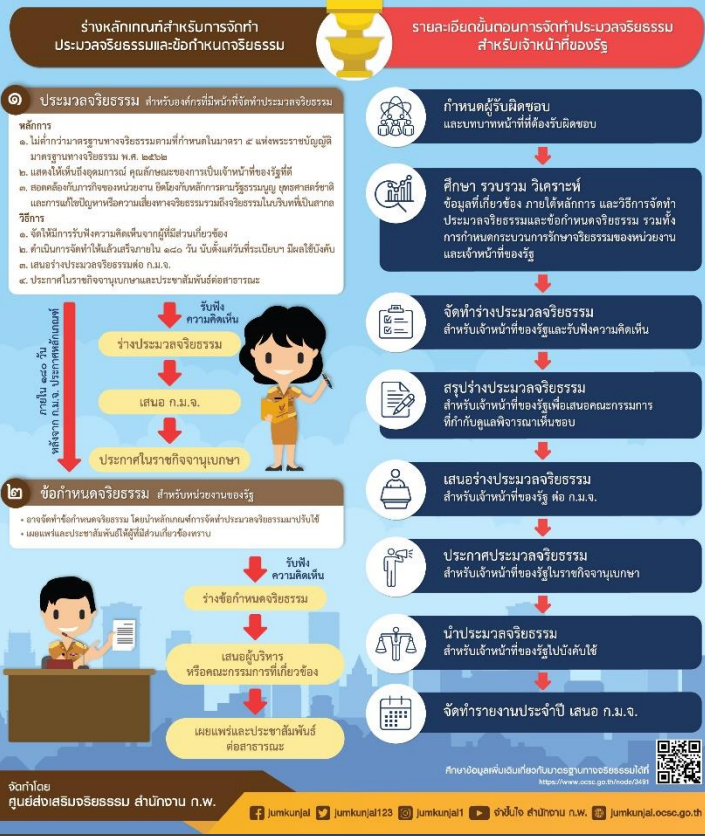 ร่างหลักเกณฑ์สำหรับการจัดทำ
ประมวลจริยธรรมและข้อกำหนดจริยธรรม
รายละเอียดขั้นตอนการจัดทำประมวลจริยธรรม
สำหรับเจ้าหน้าที่ของรัฐ
๑ ประมวลจริยธรรม สำหรับองค์กรที่มีหน้าที่จัดทำประมวลจริยธรรม
หลักการ
๑. ไม่ต่ำกว่ามาตรฐานทางจริยธรรมตามที่กำหนดในมาตรา ๕ แห่งพระราชบัญญัติ
มาตรฐานทางจริยธรรม พ.ศ. ๒๕๖๒
๒. แสดงให้เห็นถึงอุดมการณ์ คุณลักษณะของการเป็นเจ้าหน้าที่ของรัฐที่ดี
๓. สอดคล้องกับภารกิจของหน่วยงาน ยึดโยงกับหลักการตามรัฐธรรมนูญ ยุทธศาสตร์ชาติ
และการแก้ไขปัญหาหรือความเสี่ยงทางจริยธรรมรวมถึงจริยธรรมในบริบทที่เป็นสากล
วิธีการ
๑. จัดให้มีการรับฟังความคิดเห็นจากผู้มีส่วนเกี่ยวข้อง
๒. ดำเนินการจัดทำให้แล้วเสร็จภายใน ๑๘๐ วัน นับตั้งแต่วันที่ระเบียบฯ มีผลใช้บังคับ
๓. เสนอร่างประมวลจริยธรรมต่อ ก.ม.จ.
๔. ประกาศในราชกิจจานุเบกษาและประชาสัมพันธ์ต่อสาธารณะ
ภายใน ๑๘๐ วัน
หลังจาก ก.ม.จ. ประกาศหลักเกณฑ์
รับฟัง
ความคิดเห็น
ร่างประมวลจริยธรรม
เสนอ ก.ม.จ.
ประกาศในราชกิจจานุเบกษา
๒ ข้อกำหนดจริยธรรม สำหรับหน่วยงานของรัฐ
• อาจจัดทำข้อกำหนดจริยธรรม โดยนำหลักเกณฑ์การจัดทำประมวลจริยธรรมมาปรับใช้
• เผยแพร่และประชาสัมพันธ์ให้ผู้ที่มีส่วนเกี่ยวข้องทราบ
รับฟัง
ความคิดเห็น
ร่างข้อกำหนดจริยธรรม
เสนอผู้บริหาร
หรือคณะกรรมการที่เกี่ยวข้อง
เผยแพร่และประชาสัมพันธ์
ต่อสาธารณะ
กำหนดผู้รับผิดชอบ
และบทบาทหน้าที่ที่ต้องรับผิดชอบ
ศึกษา รวบรวม วิเคราะห์
ข้อมูลที่เกี่ยวข้อง ภายใต้หลักการ และวิธีการจัดทำ
ประมวลจริยธรรมและข้อกำหนดจริยธรรม รวมทั้ง
การกำหนดกระบวนการรักษาจริยธรรมของหน่วยงาน
และเจ้าหน้าที่ของรัฐ
จัดทำร่างประมวลจริยธรรม
สำหรับเจ้าหน้าที่ของรัฐและรับฟังความคิดเห็น
สรุปร่างประมวลจริยธรรม
สำหรับเจ้าหน้าที่ของรัฐเพื่อเสนอคณะกรรมการ
ที่กำกับดูแลพิจารณาเห็นชอบ
เสนอร่างประมวลจริยธรรม
สำหรับเจ้าหน้าที่ของรัฐ ต่อ ก.ม.จ.
ประกาศประมวลจริยธรรม
สำหรับเจ้าหน้าที่ของรัฐในราชกิจจานุเบกษา
นำประมวลจริยธรรม
สำหรับเจ้าหน้าที่ของรัฐไปบังคับใช้
จัดทำรายงานประจำปี เสนอ ก.ม.จ.
ศึกษาข้อมูลเพิ่มเติมเกี่ยวกับมาตรฐานทางจริยธรรมได้ที่
https://www.ocsc.go.th/node/3491
จัดทำโดย
ศูนย์ส่งเสริมจริยธรรม สำนักงาน ก.พ.
jumkunjai jumkunjai123 jumkunjai1 จำขึ้นใจ สำนักงาน ก.พ. jumkunjai.ocsc.go.th